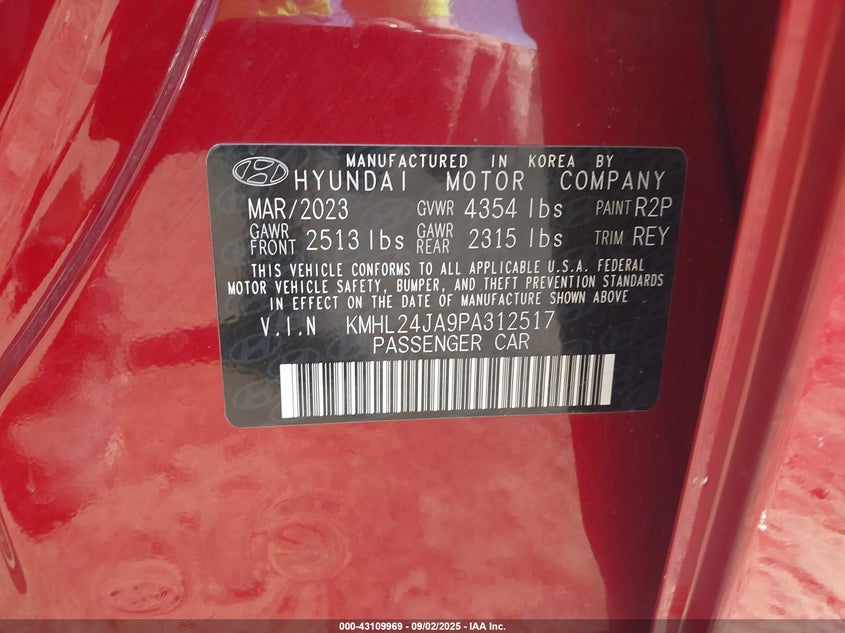 MANUFACTURED IN KOREA BY
HYUNDAI MOTOR COMPANY
MAR/2023 GVWR 4354 lbs PAINT R2P
GAWR FRONT 2513 lbs GAWR REAR 2315 lbs TRIM REY
THIS VEHICLE CONFORMS TO ALL APPLICABLE U.S.A. FEDERAL
MOTOR VEHICLE SAFETY, BUMPER, AND THEFT PREVENTION STANDARDS
IN EFFECT ON THE DATE OF MANUFACTURE SHOWN ABOVE
V.I.N KMHL24JA9PA312517
PASSENGER CAR
000-43109969 - 09/02/2025 - IAA Inc.